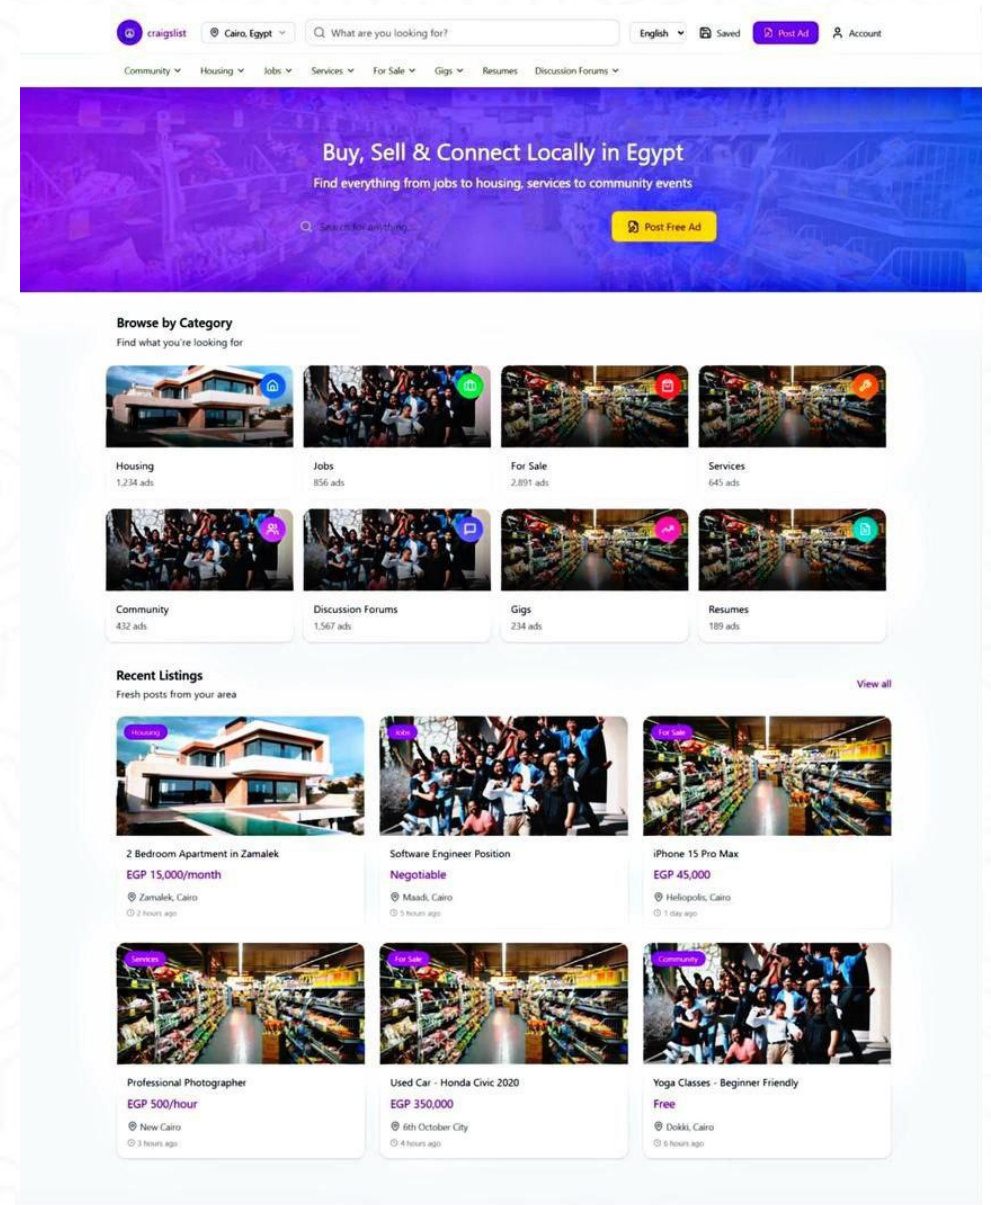 craigslist
Cairo, Egypt
What are you looking for?
English
Saved
Post Ad
Account
Community
Housing
Jobs
Services
For Sale
Gigs
Resumes
Discussion Forums
Buy, Sell & Connect Locally in Egypt
Find everything from jobs to housing, services to community events
Search for anything...
Post Free Ad
Browse by Category
Find what you're looking for
Housing
1,234 ads
Jobs
856 ads
For Sale
2,891 ads
Services
645 ads
Community
432 ads
Discussion Forums
1,567 ads
Gigs
234 ads
Resumes
189 ads
Recent Listings
Fresh posts from your area
View all
Housing
2 Bedroom Apartment in Zamalek
EGP 15,000/month
Zamalek, Cairo
2 hours ago
Jobs
Software Engineer Position
Negotiable
Maadi, Cairo
5 hours ago
For Sale
iPhone 15 Pro Max
EGP 45,000
Heliopolis, Cairo
1 day ago
Services
Professional Photographer
EGP 500/hour
New Cairo
3 hours ago
For Sale
Used Car - Honda Civic 2020
EGP 350,000
6th October City
4 hours ago
Community
Yoga Classes - Beginner Friendly
Free
Dokki, Cairo
6 hours ago